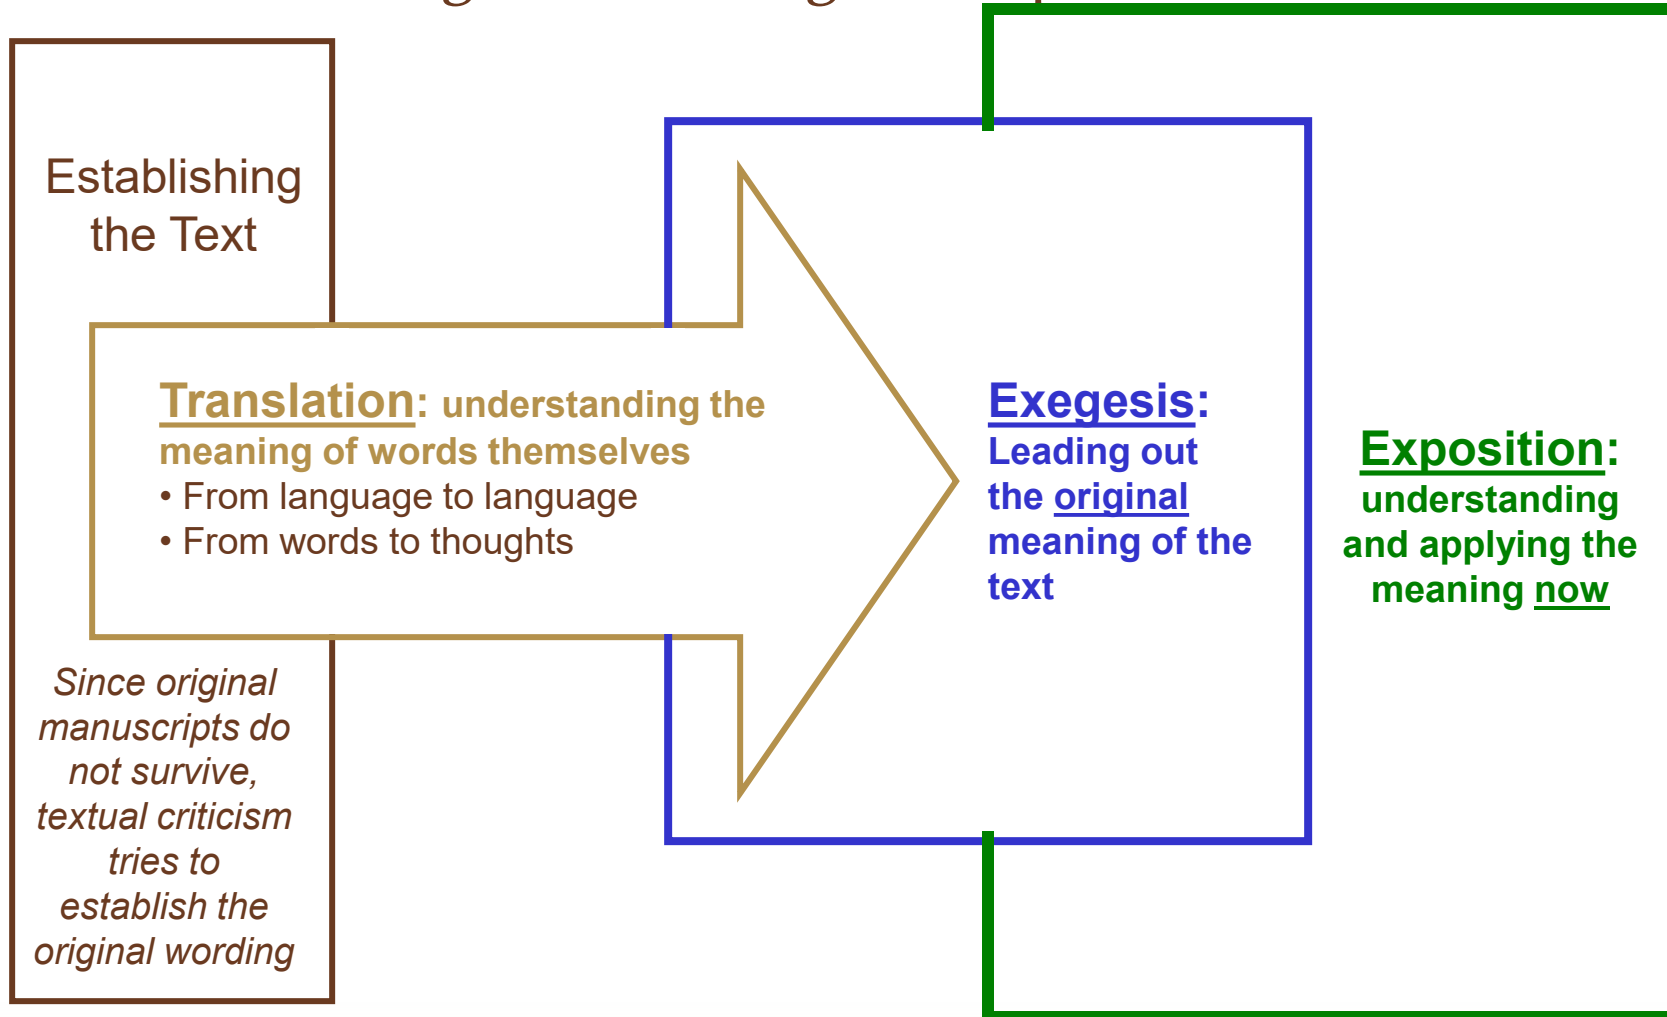 Establishing
the Text
Translation: understanding the
meaning of words themselves
• From language to language
• From words to thoughts
Since original
manuscripts do
not survive,
textual criticism
tries to
establish the
original wording
Exegesis:
Leading out
the original
meaning of the
text
Exposition:
understanding
and applying the
meaning now